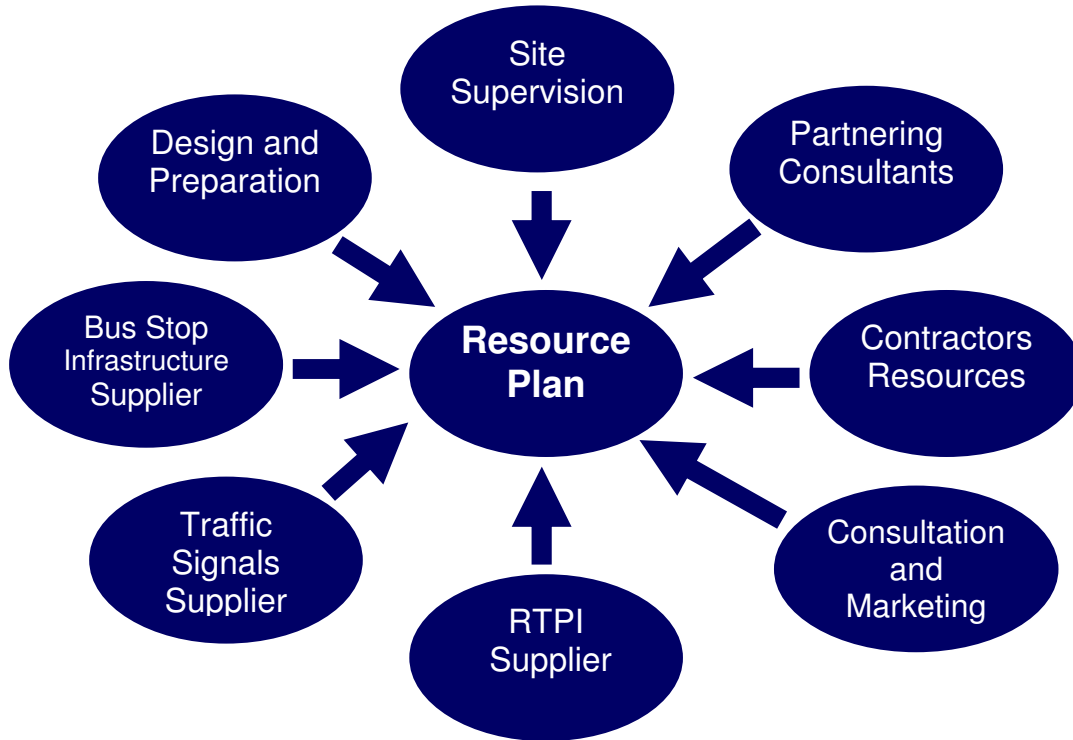 Site
Supervision
Design and
Preparation
Partnering
Consultants
Bus Stop
Infrastructure
Supplier
Resource
Plan
Contractors
Resources
Traffic
Signals
Supplier
RTPI
Supplier
Consultation
and
Marketing